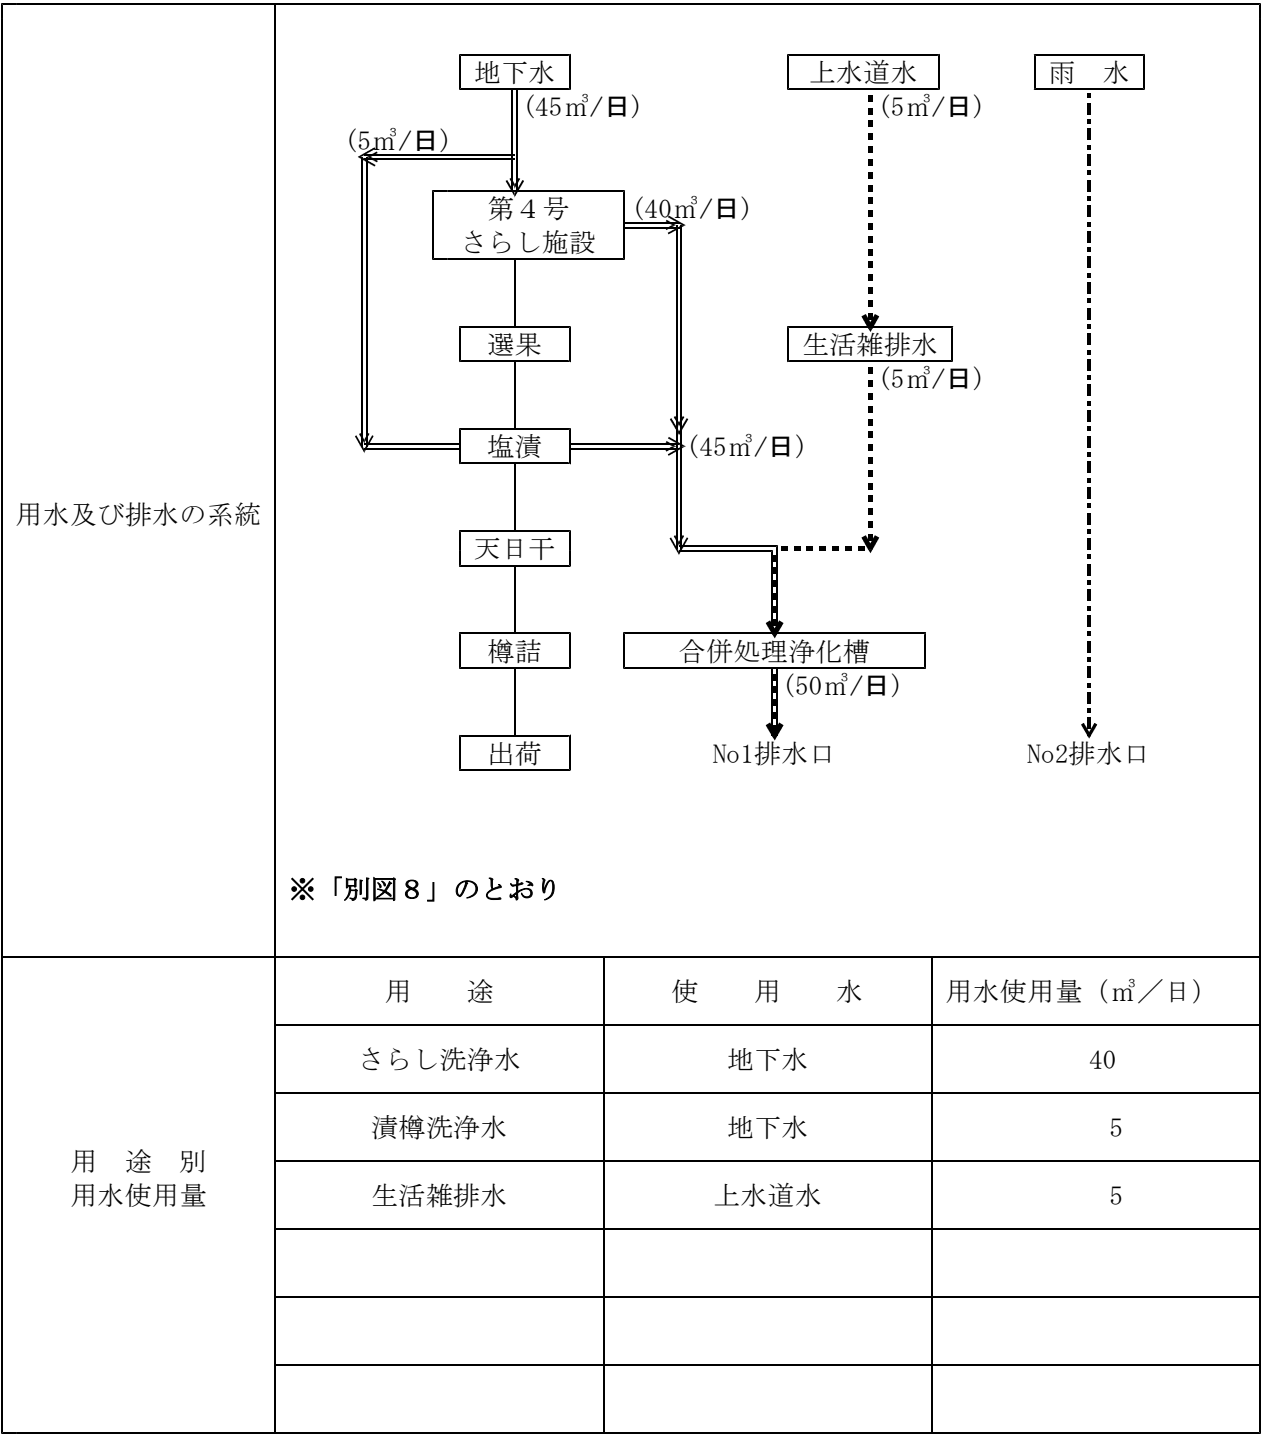 用水及び排水の系統
地下水
上水道水
雨　水
(45㎥/日)
(5㎥/日)
(5㎥/日)
第４号
さらし施設
(40㎥/日)
選果
生活雑排水
(5㎥/日)
塩漬
(45㎥/日)
天日干
樽詰
合併処理浄化槽
(50㎥/日)
出荷
No1排水口
No2排水口
※「別図８」のとおり
用　途　別
用水使用量
用　　途
使　　用　　水
用水使用量（㎥／日）
さらし洗浄水
地下水
40
漬樽洗浄水
地下水
5
生活雑排水
上水道水
5